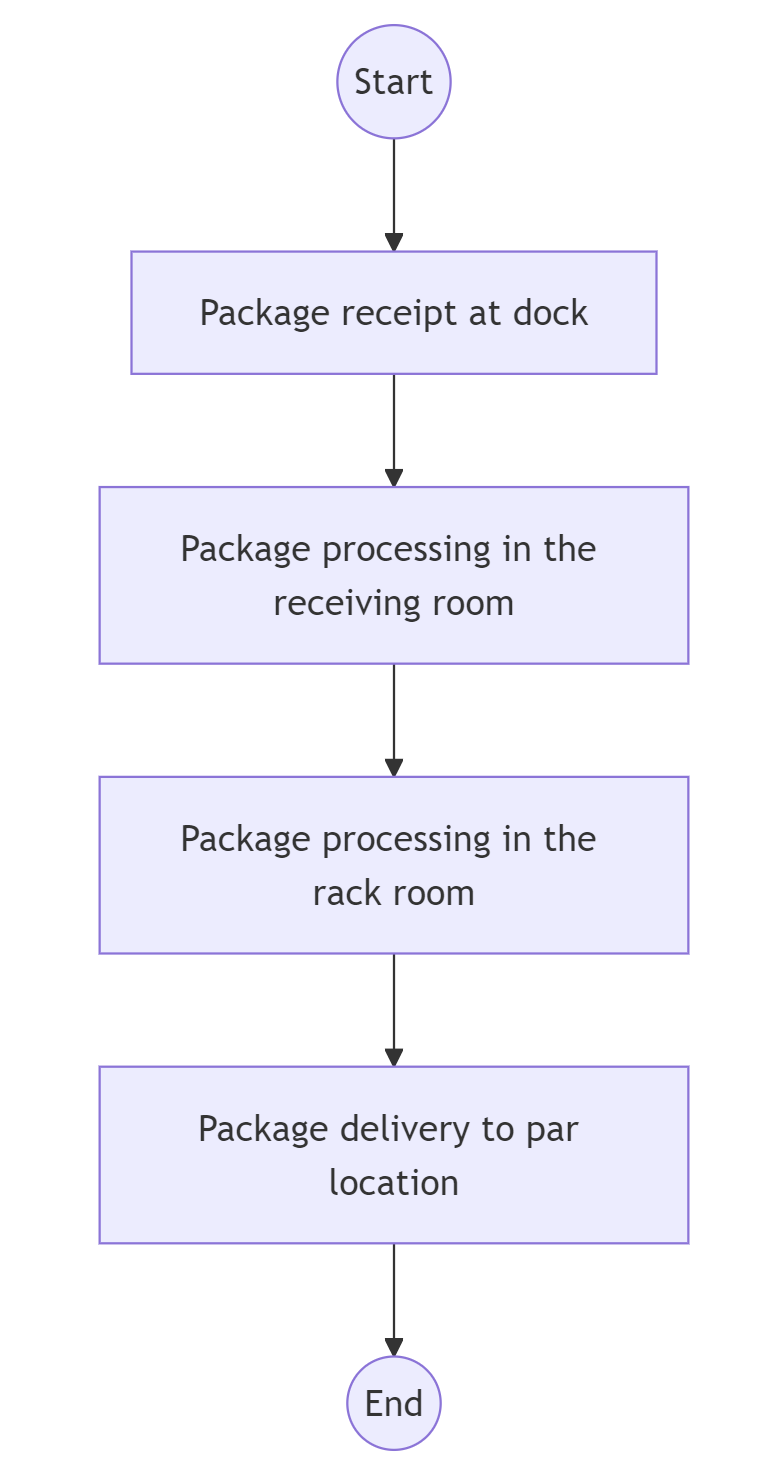 Start
Package receipt at dock
Package processing in the
receiving room
Package processing in the
rack room
Package delivery to par
location
End